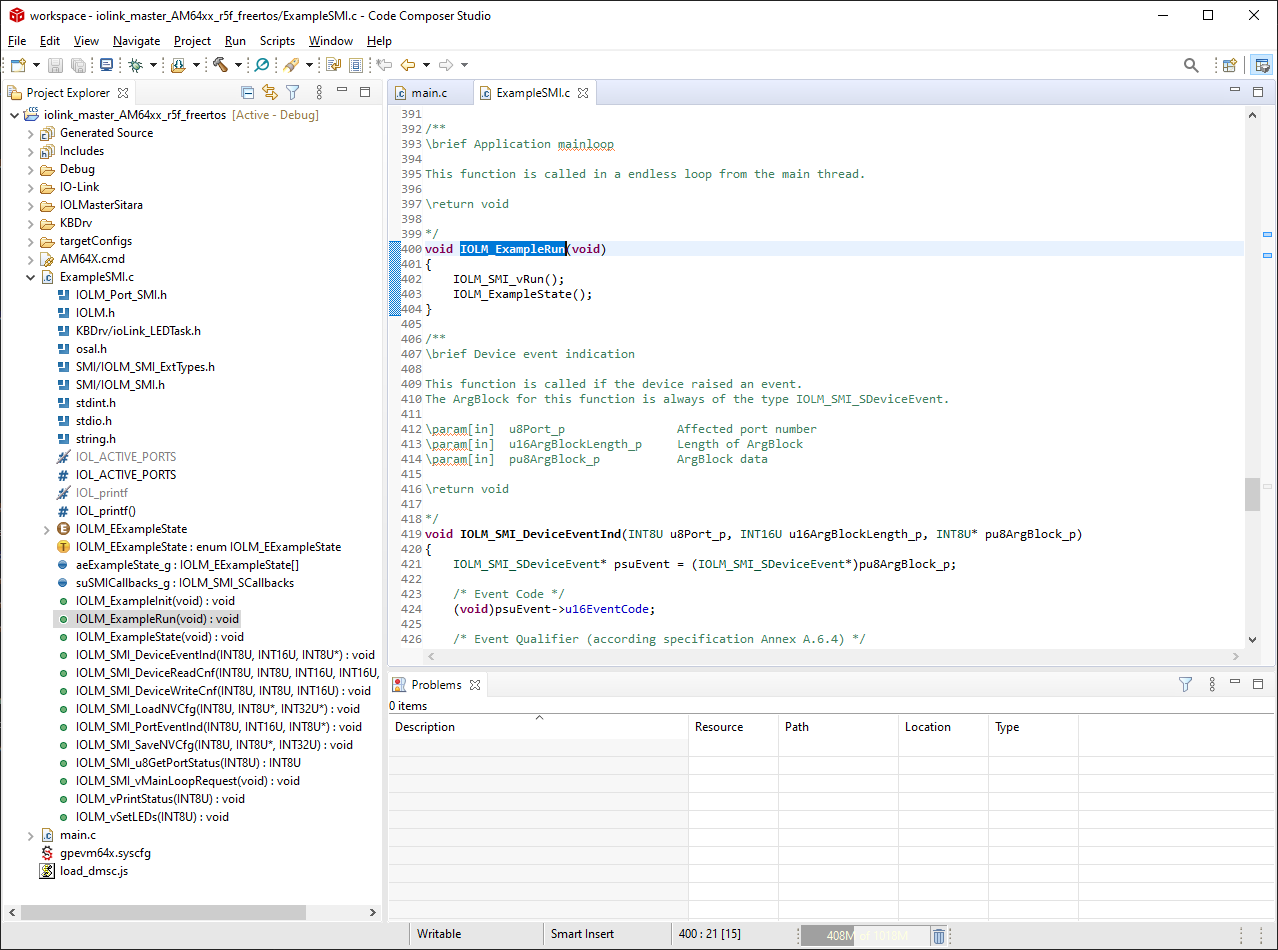 workspace - iolink_master_AM64xx_r5f_freertos/ExampleSMI.c - Code Composer Studio
File Edit View Navigate Project Run Scripts Window Help
Project Explorer
iolink_master_AM64xx_r5f_freertos [Active - Debug]
Generated Source
Includes
Debug
IO-Link
IOLMasterSitara
KBDrv
targetConfigs
AM64X.cmd
ExampleSMI.c
IOLM_Port_SMI.h
IOLM.h
KBDrv/ioLink_LEDTask.h
osal.h
SMI/IOLM_SMI_ExtTypes.h
SMI/IOLM_SMI.h
stdint.h
stdio.h
string.h
IOL_ACTIVE_PORTS
IOL_ACTIVE_PORTS
IOL_printf
IOL_printf()
IOLM_EExampleState
IOLM_EExampleState : enum IOLM_EExampleState
aeExampleState_g : IOLM_EExampleState[]
suSMICallbacks_g : IOLM_SMI_SCallbacks
IOLM_ExampleInit(void) : void
IOLM_ExampleRun(void) : void
IOLM_ExampleState(void) : void
IOLM_SMI_DeviceEventInd(INT8U, INT16U, INT8U*) : void
IOLM_SMI_DeviceReadCnf(INT8U, INT8U, INT16U, INT16U,
IOLM_SMI_DeviceWriteCnf(INT8U, INT8U, INT16U) : void
IOLM_SMI_LoadNVCfg(INT8U, INT8U*, INT32U*) : void
IOLM_SMI_PortEventInd(INT8U, INT16U, INT8U*) : void
IOLM_SMI_SaveNVCfg(INT8U, INT8U*, INT32U) : void
IOLM_SMI_u8GetPortStatus(INT8U) : INT8U
IOLM_SMI_vMainLoopRequest(void) : void
IOLM_vPrintStatus(INT8U) : void
IOLM_vSetLEDs(INT8U) : void
main.c
gpevm64x.syscfg
load_dmsc.js
main.c ExampleSMI.c
391
392 /**
393 \brief Application mainloop
394
395 This function is called in a endless loop from the main thread.
396
397 \return void
398
399 */
400 void IOLM_ExampleRun(void)
401 {
402 IOLM_SMI_vRun();
403 IOLM_ExampleState();
404 }
405
406 /**
407 \brief Device event indication
408
409 This function is called if the device raised an event.
410 The ArgBlock for this function is always of the type IOLM_SMI_SDeviceEvent.
411
412 \param[in] u8Port_p Affected port number
413 \param[in] u16ArgBlockLength_p Length of ArgBlock
414 \param[in] pu8ArgBlock_p ArgBlock data
415
416 \return void
417
418 */
419 void IOLM_SMI_DeviceEventInd(INT8U u8Port_p, INT16U u16ArgBlockLength_p, INT8U* pu8ArgBlock_p)
420 {
421 IOLM_SMI_SDeviceEvent* psuEvent = (IOLM_SMI_SDeviceEvent*)pu8ArgBlock_p;
422
423 /* Event Code */
424 (void)psuEvent->u16EventCode;
425
426 /* Event Qualifier (according specification Annex A.6.4) */
Problems
0 items
Description Resource Path Location Type
Writable Smart Insert 400 : 21 [15] 408M of 1018M